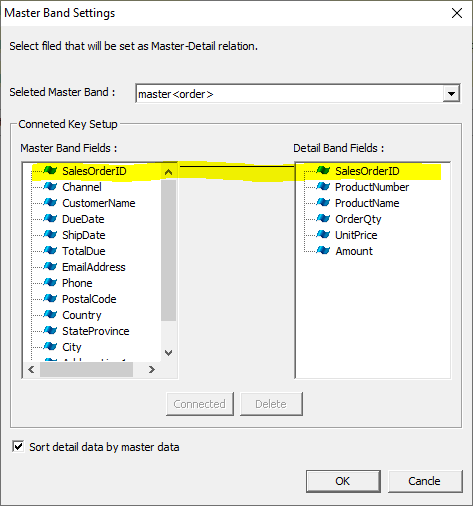 Master Band Settings
Select filed that will be set as Master-Detail relation.
Seleted Master Band :
master<order>
Conneted Key Setup
Master Band Fields :
Detail Band Fields :
SalesOrderID
Channel
CustomerName
DueDate
ShipDate
TotalDue
EmailAddress
Phone
PostalCode
Country
StateProvince
City
SalesOrderID
ProductNumber
ProductName
OrderQty
UnitPrice
Amount
Connected
Delete
Sort detail data by master data
OK
Cancle